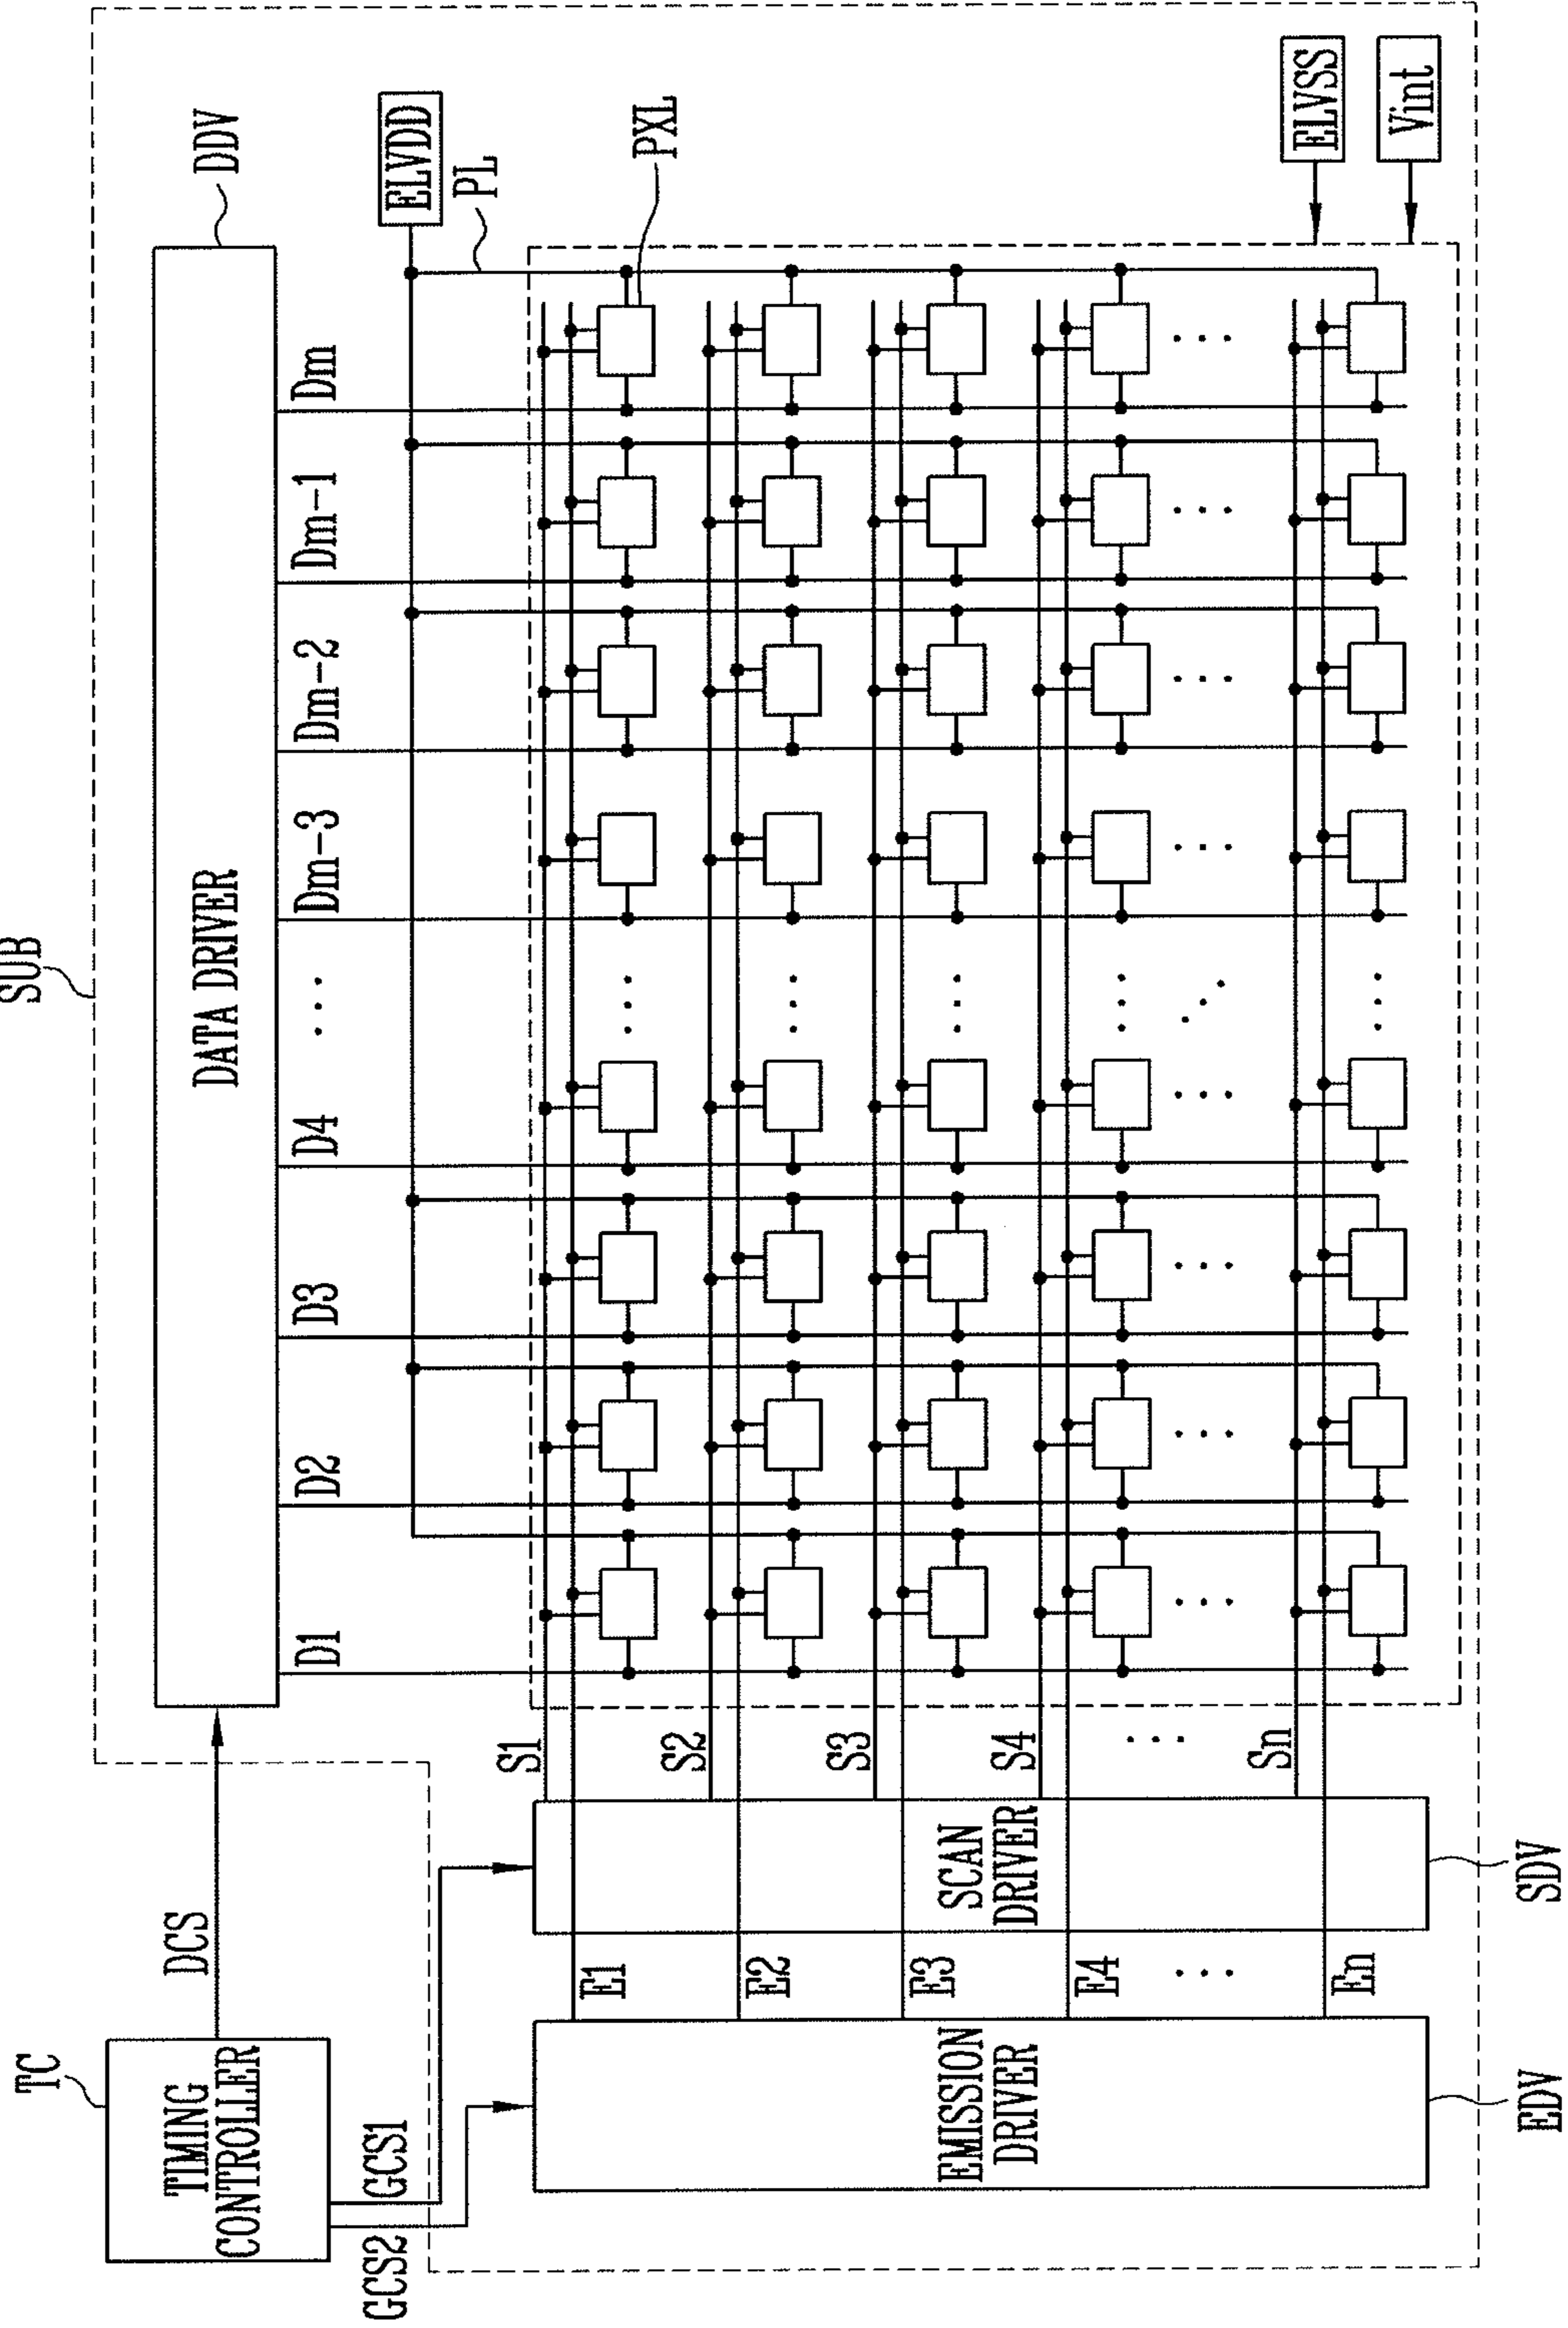 SUB
TC
TIMING
CONTROLLER
DCS
DATA DRIVER
DDV
GCS1
GCS2
D1
D2
D3
D4
...
Dm-3
Dm-2
Dm-1
Dm
ELVDD
PL
PXL
S1
S2
S3
S4
...
Sn
E1
E2
E3
E4
...
En
EMISSION
DRIVER
SCAN
DRIVER
ELVSS
Vint
EDV
SDV